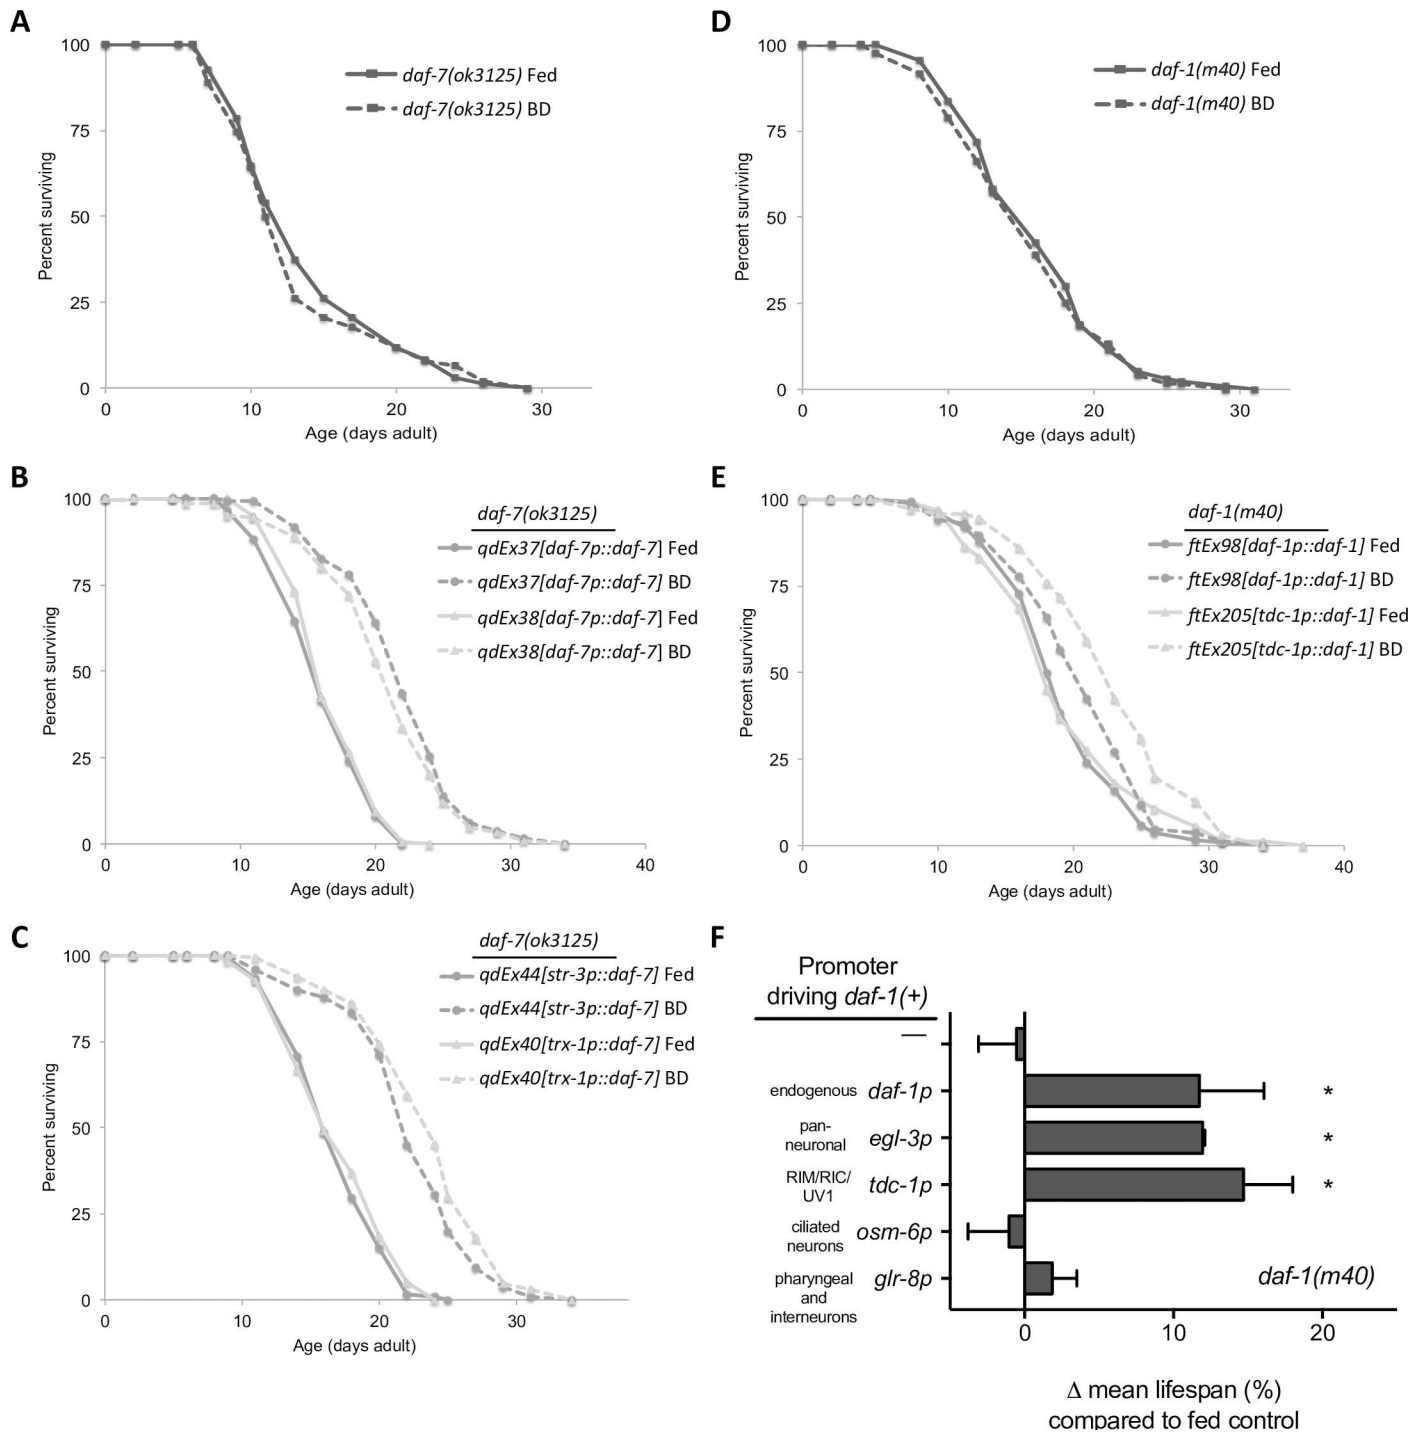 A
100
75
50
25
0
0
10
20
30
Percent surviving
Age (days adult)
daf-7(ok3125) Fed
daf-7(ok3125) BD
D
100
75
50
25
0
0
10
20
30
Percent surviving
Age (days adult)
daf-1(m40) Fed
daf-1(m40) BD
B
100
75
50
25
0
0
10
20
30
40
Percent surviving
Age (days adult)
daf-7(ok3125)
qdEx37[daf-7p::daf-7] Fed
qdEx37[daf-7p::daf-7] BD
qdEx38[daf-7p::daf-7] Fed
qdEx38[daf-7p::daf-7] BD
E
100
75
50
25
0
0
10
20
30
40
Percent surviving
Age (days adult)
daf-1(m40)
ftEx98[daf-1p::daf-1] Fed
ftEx98[daf-1p::daf-1] BD
ftEx205[tdc-1p::daf-1] Fed
ftEx205[tdc-1p::daf-1] BD
C
100
75
50
25
0
0
10
20
30
Percent surviving
Age (days adult)
daf-7(ok3125)
qdEx44[str-3p::daf-7] Fed
qdEx44[str-3p::daf-7] BD
qdEx40[trx-1p::daf-7] Fed
qdEx40[trx-1p::daf-7] BD
F
Promoter
driving daf-1(+)
—
endogenous daf-1p
*
pan-
neuronal
egl-3p
*
RIM/RIC/
UV1
tdc-1p
*
ciliated
neurons
osm-6p
pharyngeal
and
interneurons
glr-8p
daf-1(m40)
0
10
20
Δ mean lifespan (%)
compared to fed control